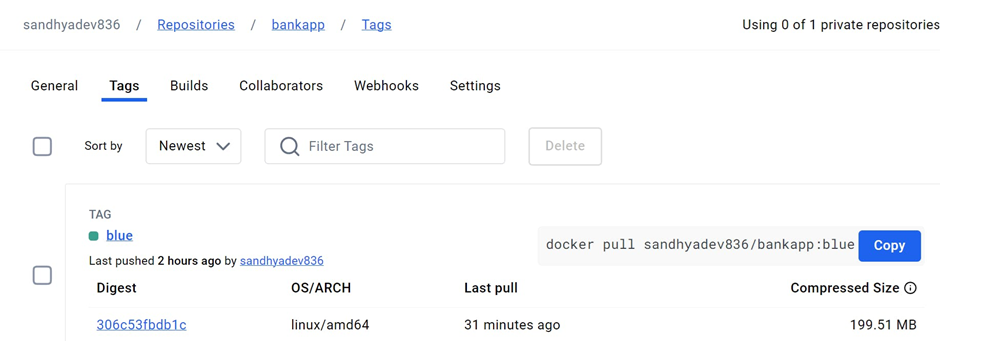 sandhyadev836 / Repositories / bankapp / Tags Using 0 of 1 private repositories
General Tags Builds Collaborators Webhooks Settings
Sort by Newest Filter Tags Delete
TAG
blue
docker pull sandhyadev836/bankapp:blue Copy
Last pushed 2 hours ago by sandhyadev836
Digest OS/ARCH Last pull Compressed Size
306c53fbdb1c linux/amd64 31 minutes ago 199.51 MB